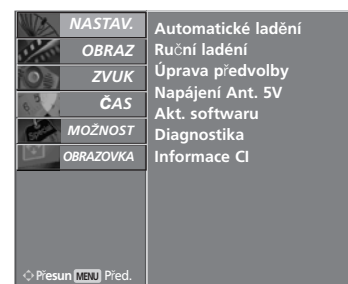 NASTAV.
OBRAZ
ZVUK
ČAS
MOŽNOST
OBRAZOVKA
Přesun MENU Před.
Automatické ladění
Ruční ladéní
Úprava předvolby
Napájení Ant. 5V
Akt. softwaru
Diagnostika
Informace CI